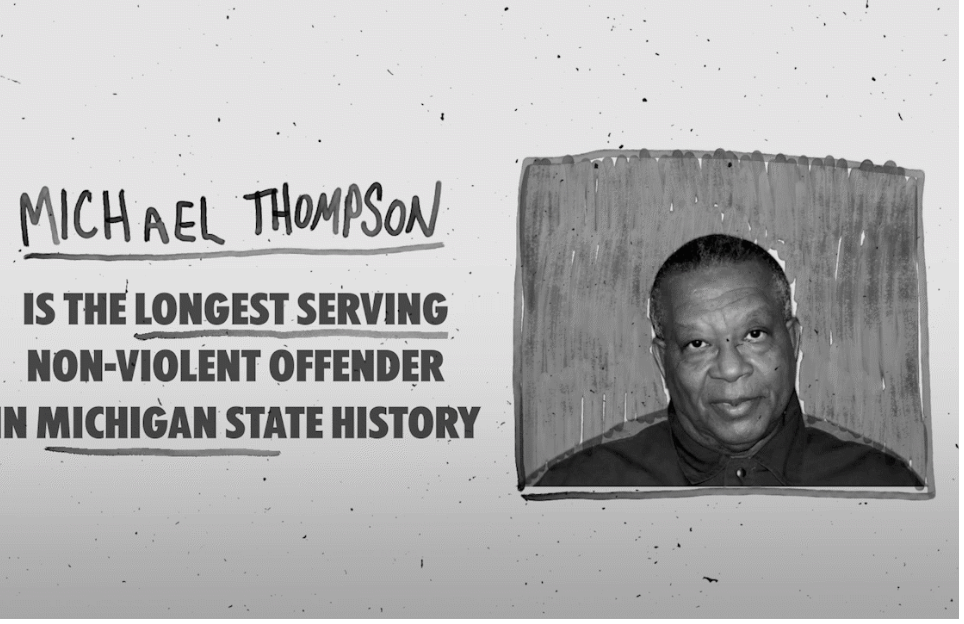 MICHAEL THOMPSON
IS THE LONGEST SERVING
NON-VIOLENT OFFENDER
IN MICHIGAN STATE HISTORY